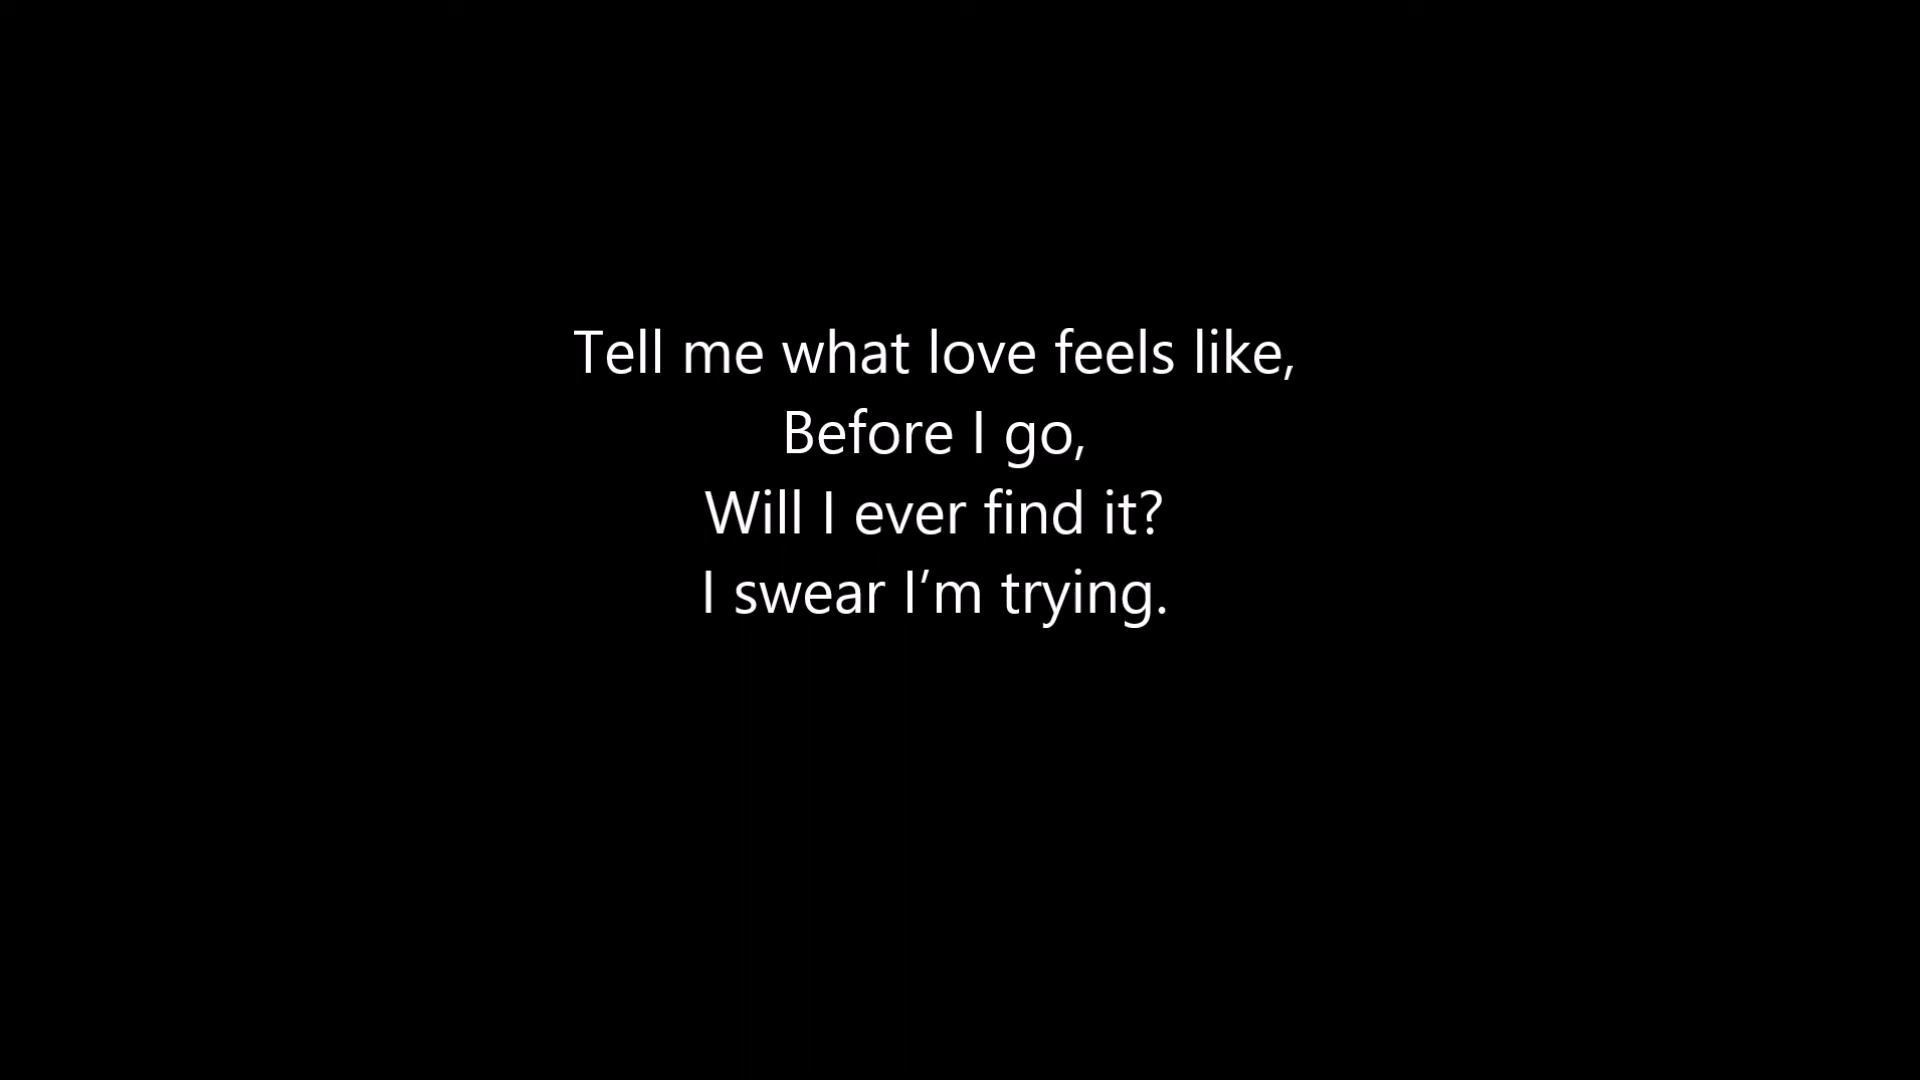 Tell me what love feels like,
Before I go,
Will I ever find it?
I swear I’m trying.